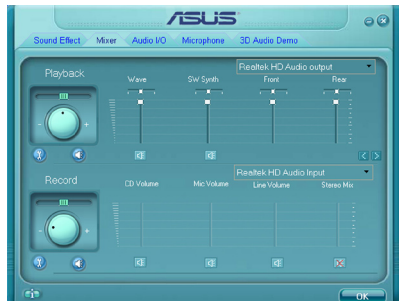 ASUS
Sound Effect Mixer Audio I/O Microphone 3D Audio Demo
Playback
Realtek HD Audio output
Wave SW Synth Front Rear
- +
Record
Realtek HD Audio Input
CD Volume Mic Volume Line Volume Stereo Mix
- +
OK